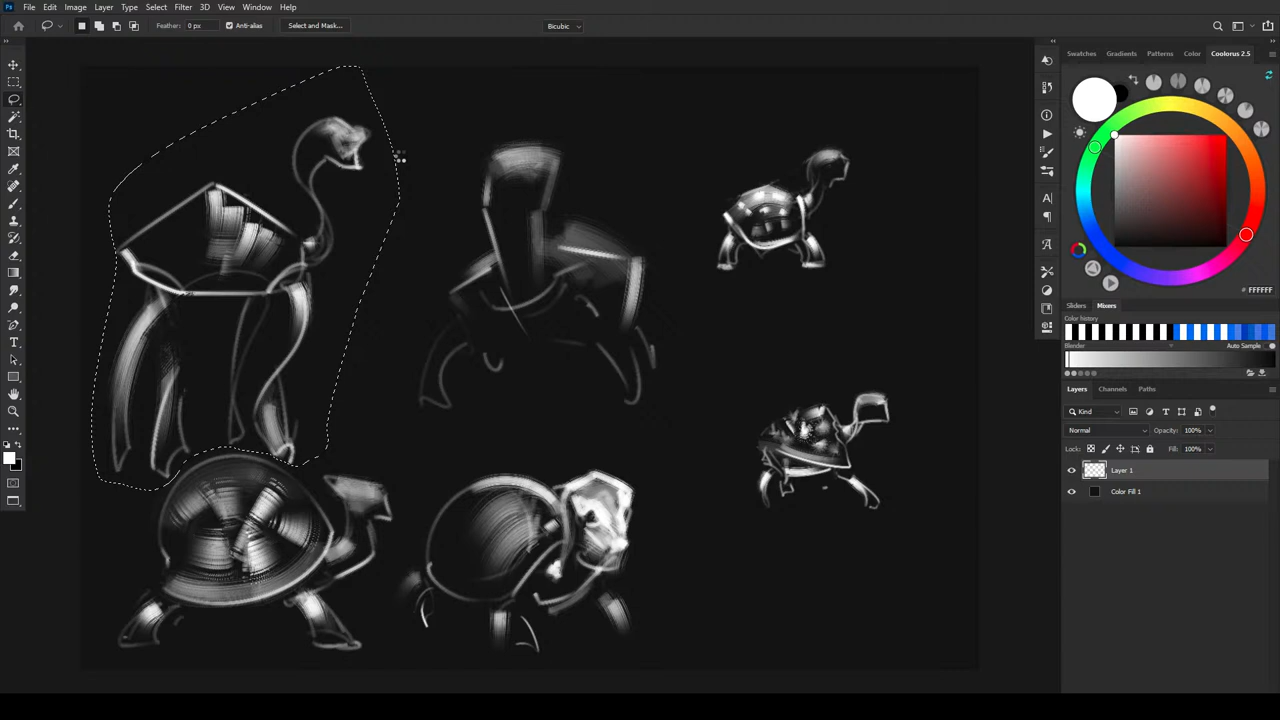 Ps File Edit Image Layer Type Select Filter 3D View Window Help
Feather: 0 px Anti-alias Select and Mask... Bicubic
Swatches Gradients Patterns Color Coolorus 2.5
# FFFFFF
Sliders Mixers
Color history
Blender Auto Sample
Layers Channels Paths
Kind
Normal Opacity: 100%
Lock: Fill: 100%
Layer 1
Color Fill 1